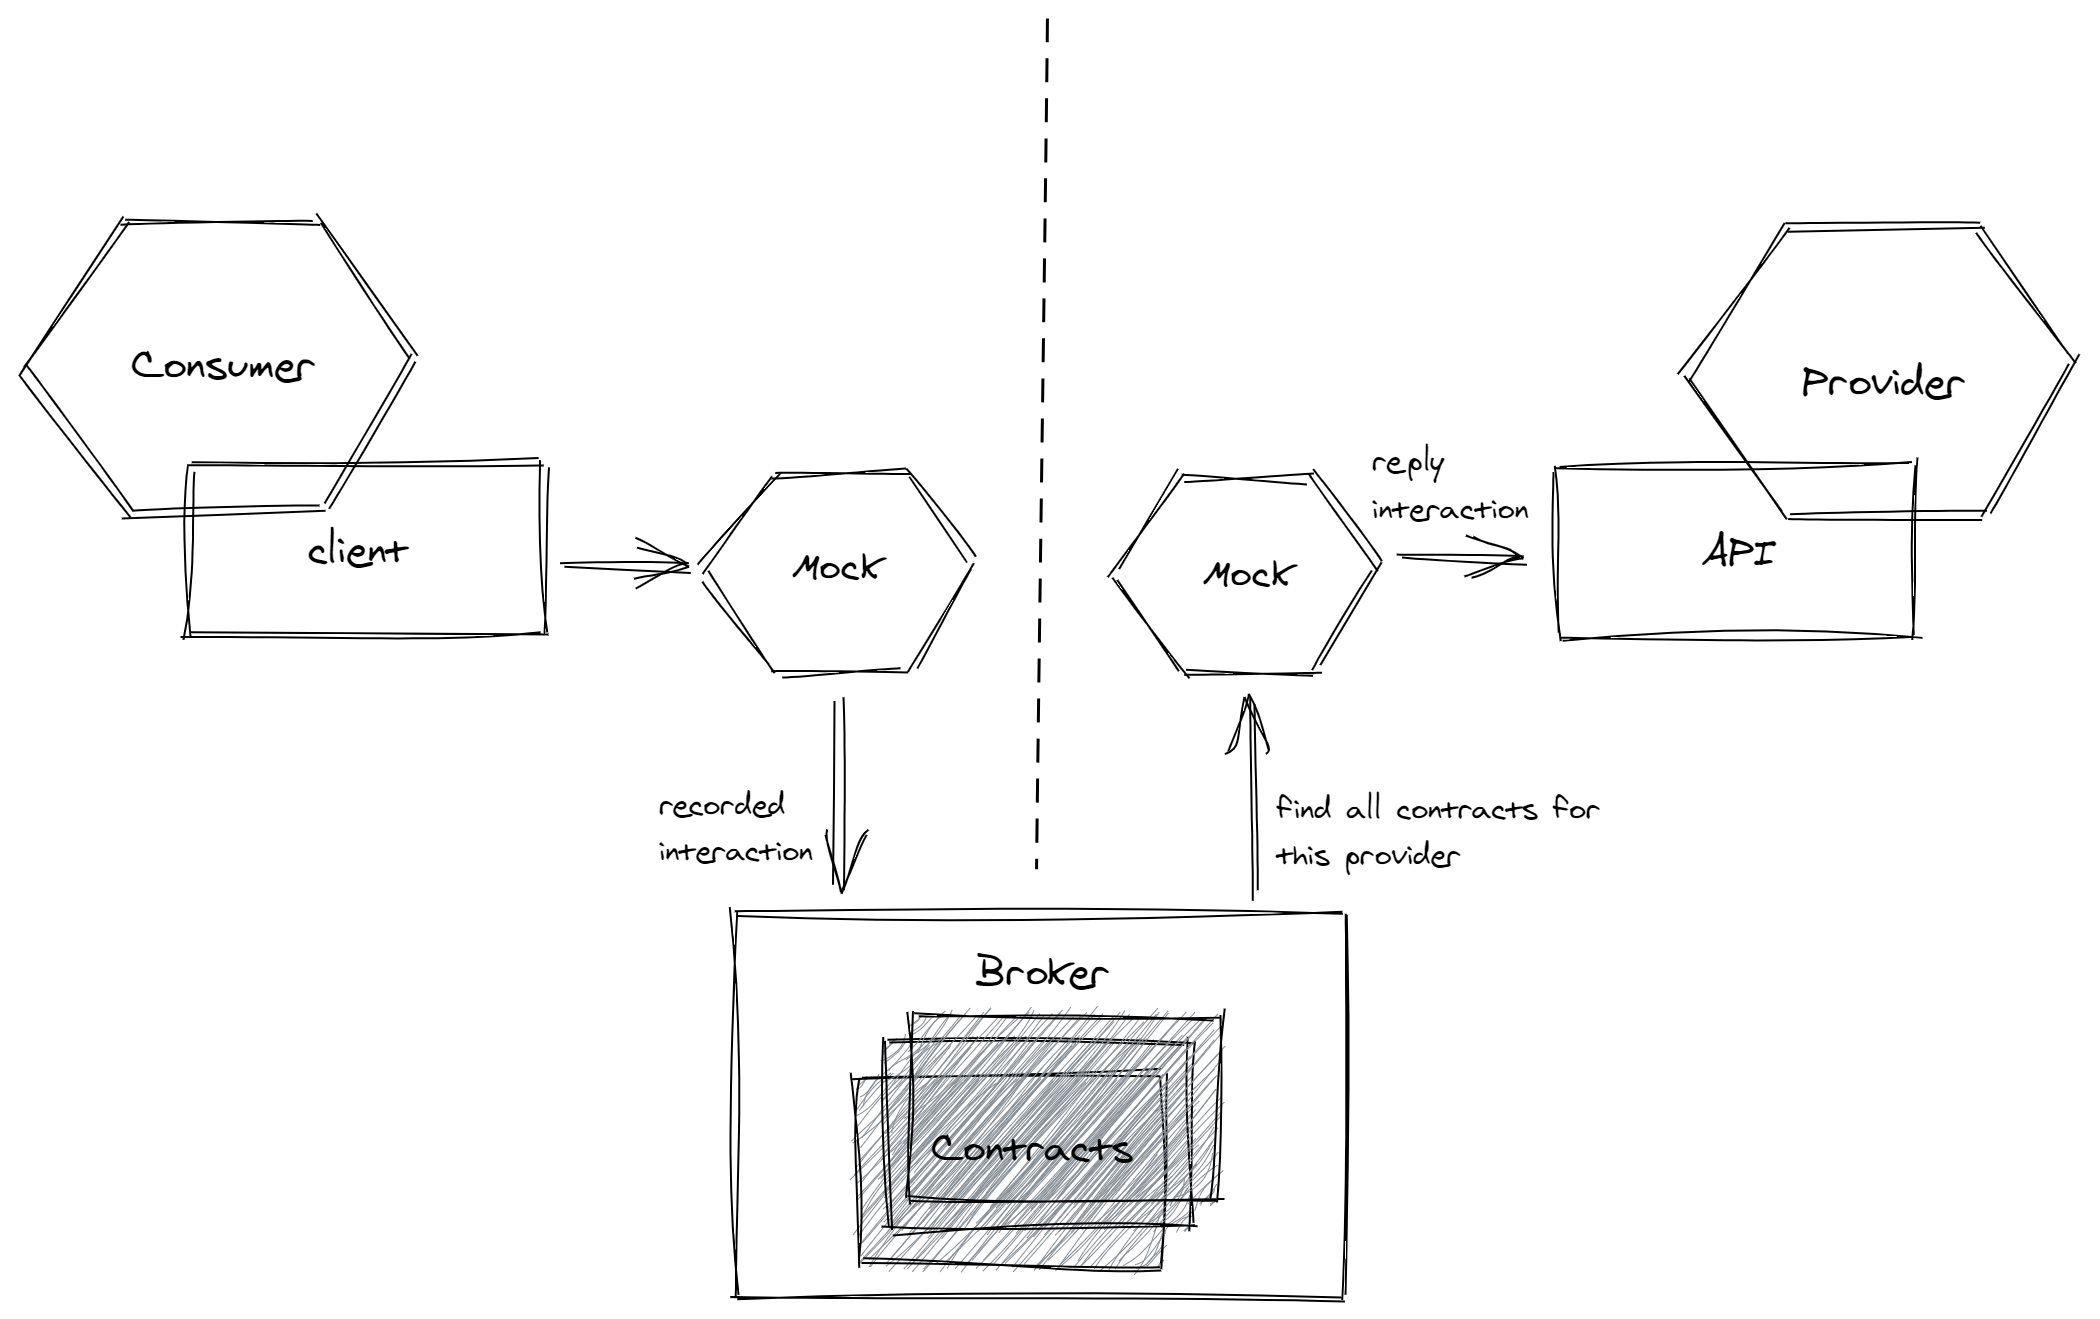 Consumer
client
Mock
recorded
interaction
Mock
reply
interaction
Provider
API
find all contracts for
this provider
Broker
Contracts